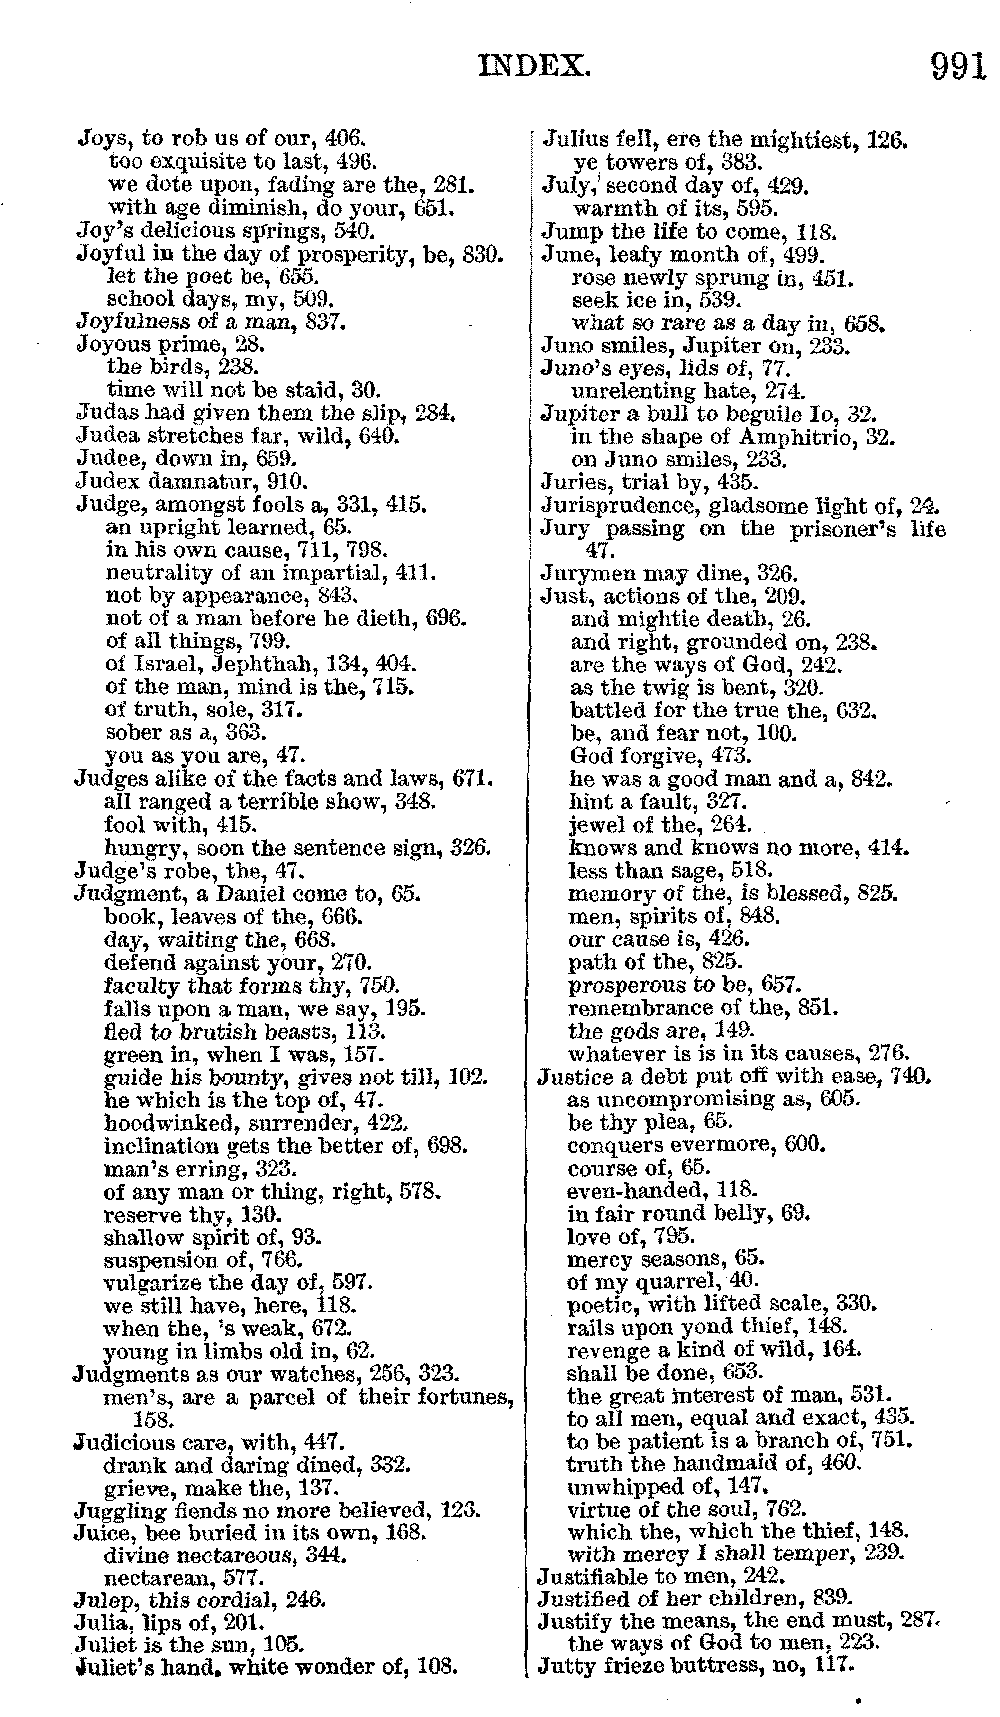 INDEX. 991
Joys, to rob us of our, 406.
too exquisite to last, 496.
we dote upon, fading are the, 281.
with age diminish, do your, 651.
Joy's delicious springs, 540.
Joyful in the day of prosperity, be, 830.
let the poet be, 655.
school days, my, 509.
Joyfulness of a man, 837.
Joyous prime, 28.
the birds, 238.
time will not be staid, 30.
Judas had given them the slip, 284.
Judea stretches far, wild, 640.
Judee, down in, 659.
Judex damnatur, 910.
Judge, amongst fools a, 331, 415.
an upright learned, 65.
in his own cause, 711, 798.
neutrality of an impartial, 411.
not by appearance, 843.
not of a man before he dieth, 696.
of all things, 799.
of Israel, Jephthah, 134, 404.
of the man, mind is the, 715.
of truth, sole, 317.
sober as a, 363.
you as you are, 47.
Judges alike of the facts and laws, 671.
all ranged a terrible show, 348.
fool with, 415.
hungry, soon the sentence sign, 326.
Judge's robe, the, 47.
Judgment, a Daniel come to, 65.
book, leaves of the, 666.
day, waiting the, 668.
defend against your, 270.
faculty that forms thy, 750.
falls upon a man, we say, 195.
fled to brutish beasts, 113.
green in, when I was, 157.
guide his bounty, gives not till, 102.
he which is the top of, 47.
hoodwinked, surrender, 422.
inclination gets the better of, 698.
man's erring, 323.
of any man or thing, right, 578.
reserve thy, 130.
shallow spirit of, 93.
suspension of, 766.
vulgarize the day of, 597.
we still have, here, 118.
when the, 's weak, 672.
young in limbs old in, 62.
Judgments as our watches, 256, 323.
men's, are a parcel of their fortunes,
158.
Judicious care, with, 447.
drank and daring dined, 332.
grieve, make the, 137.
Juggling fiends no more believed, 123.
Juice, bee buried in its own, 168.
divine nectareous, 344.
nectarean, 577.
Julep, this cordial, 246.
Julia, lips of, 201.
Juliet is the sun, 105.
Juliet's hand, white wonder of, 108.
Julius fell, ere the mightiest, 126.
ye towers of, 383.
July, second day of, 429.
warmth of its, 595.
Jump the life to come, 118.
June, leafy month of, 499.
rose newly sprung in, 451.
seek ice in, 539.
what so rare as a day in, 658.
Juno smiles, Jupiter on, 233.
Juno's eyes, lids of, 77.
unrelenting hate, 274.
Jupiter a bull to beguile Io, 32.
in the shape of Amphitrio, 32.
on Juno smiles, 233.
Juries, trial by, 435.
Jurisprudence, gladsome light of, 24.
Jury passing on the prisoner's life
47.
Jurymen may dine, 326.
Just, actions of the, 209.
and mightie death, 26.
and right, grounded on, 238.
are the ways of God, 242.
as the twig is bent, 320.
battled for the true the, 632.
be, and fear not, 100.
God forgive, 473.
he was a good man and a, 842.
hint a fault, 327.
jewel of the, 264.
knows and knows no more, 414.
less than sage, 518.
memory of the, is blessed, 825.
men, spirits of, 848.
our cause is, 426.
path of the, 825.
prosperous to be, 657.
remembrance of the, 851.
the gods are, 149.
whatever is is in its causes, 276.
Justice a debt put off with ease, 740.
as uncompromising as, 605.
be thy plea, 65.
conquers evermore, 600.
course of, 65.
even-handed, 118.
in fair round belly, 69.
love of, 795.
mercy seasons, 65.
of my quarrel, 40.
poetic, with lifted scale, 330.
rails upon yond thief, 148.
revenge a kind of wild, 164.
shall be done, 653.
the great interest of man, 531.
to all men, equal and exact, 435.
to be patient is a branch of, 751.
truth the handmaid of, 460.
unwhipped of, 147.
virtue of the soul, 762.
which the, which the thief, 148.
with mercy I shall temper, 239.
Justifiable to men, 242.
Justified of her children, 839.
Justify the means, the end must, 287.
the ways of God to men, 223.
Jutty frieze buttress, no, 117.